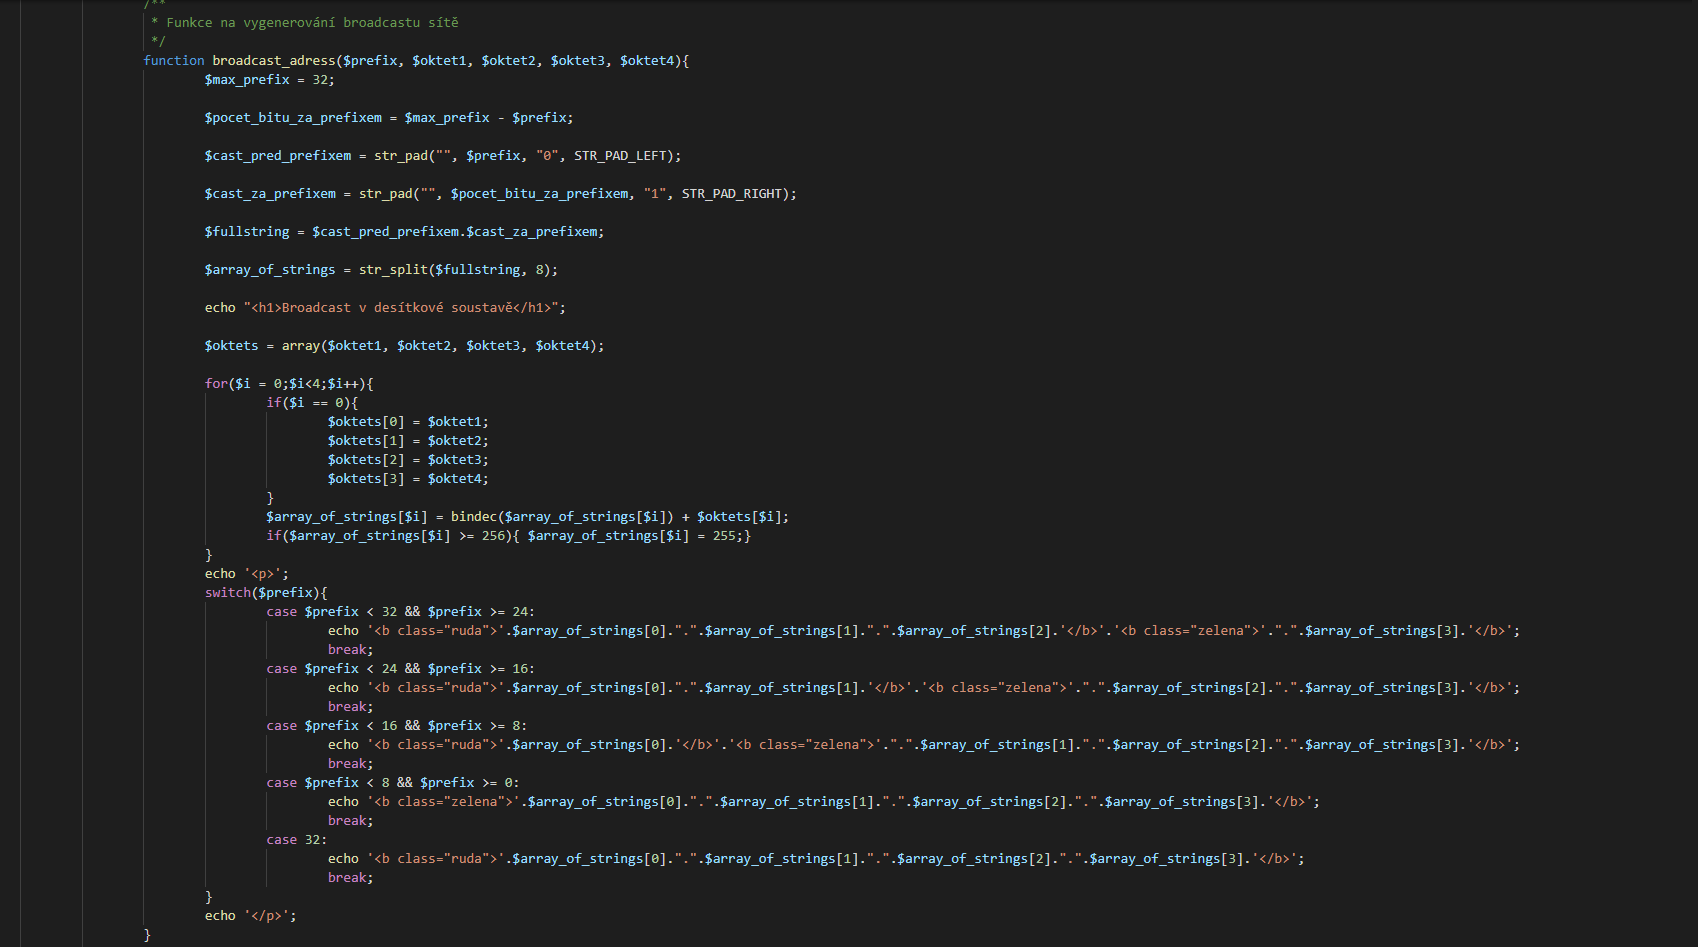 /**
* Funkce na vygenerování broadcastu sítě
*/
function broadcast_adress($prefix, $oktet1, $oktet2, $oktet3, $oktet4){
$max_prefix = 32;
$pocet_bitu_za_prefixem = $max_prefix - $prefix;
$cast_pred_prefixem = str_pad("", $prefix, "0", STR_PAD_LEFT);
$cast_za_prefixem = str_pad("", $pocet_bitu_za_prefixem, "1", STR_PAD_RIGHT);
$fullstring = $cast_pred_prefixem.$cast_za_prefixem;
$array_of_strings = str_split($fullstring, 8);
echo "<h1>Broadcast v desítkové soustavě</h1>";
$oktets = array($oktet1, $oktet2, $oktet3, $oktet4);
for($i = 0;$i<4;$i++){
if($i == 0){
$oktets[0] = $oktet1;
$oktets[1] = $oktet2;
$oktets[2] = $oktet3;
$oktets[3] = $oktet4;
}
$array_of_strings[$i] = bindec($array_of_strings[$i]) + $oktets[$i];
if($array_of_strings[$i] >= 256){ $array_of_strings[$i] = 255;}
}
echo '<p>';
switch($prefix){
case $prefix < 32 && $prefix >= 24:
echo '<b class="ruda">'.$array_of_strings[0].".".$array_of_strings[1].".".$array_of_strings[2].'</b>'.'<b class="zelena">'.".".$array_of_strings[3].'</b>';
break;
case $prefix < 24 && $prefix >= 16:
echo '<b class="ruda">'.$array_of_strings[0].".".$array_of_strings[1].'</b>'.'<b class="zelena">'.".".$array_of_strings[2].".".$array_of_strings[3].'</b>';
break;
case $prefix < 16 && $prefix >= 8:
echo '<b class="ruda">'.$array_of_strings[0].'</b>'.'<b class="zelena">'.".".$array_of_strings[1].".".$array_of_strings[2].".".$array_of_strings[3].'</b>';
break;
case $prefix < 8 && $prefix >= 0:
echo '<b class="zelena">'.$array_of_strings[0].".".$array_of_strings[1].".".$array_of_strings[2].".".$array_of_strings[3].'</b>';
break;
case 32:
echo '<b class="ruda">'.$array_of_strings[0].".".$array_of_strings[1].".".$array_of_strings[2].".".$array_of_strings[3].'</b>';
break;
}
echo '</p>';
}